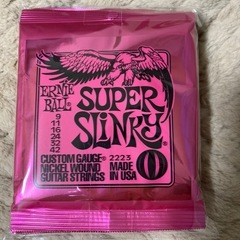 ERNIE
BALL
SUPER
SLINKY
9
11
16
24
32
42
CUSTOM GAUGE® 2223
NICKEL WOUND MADE IN
GUITAR STRINGS USA